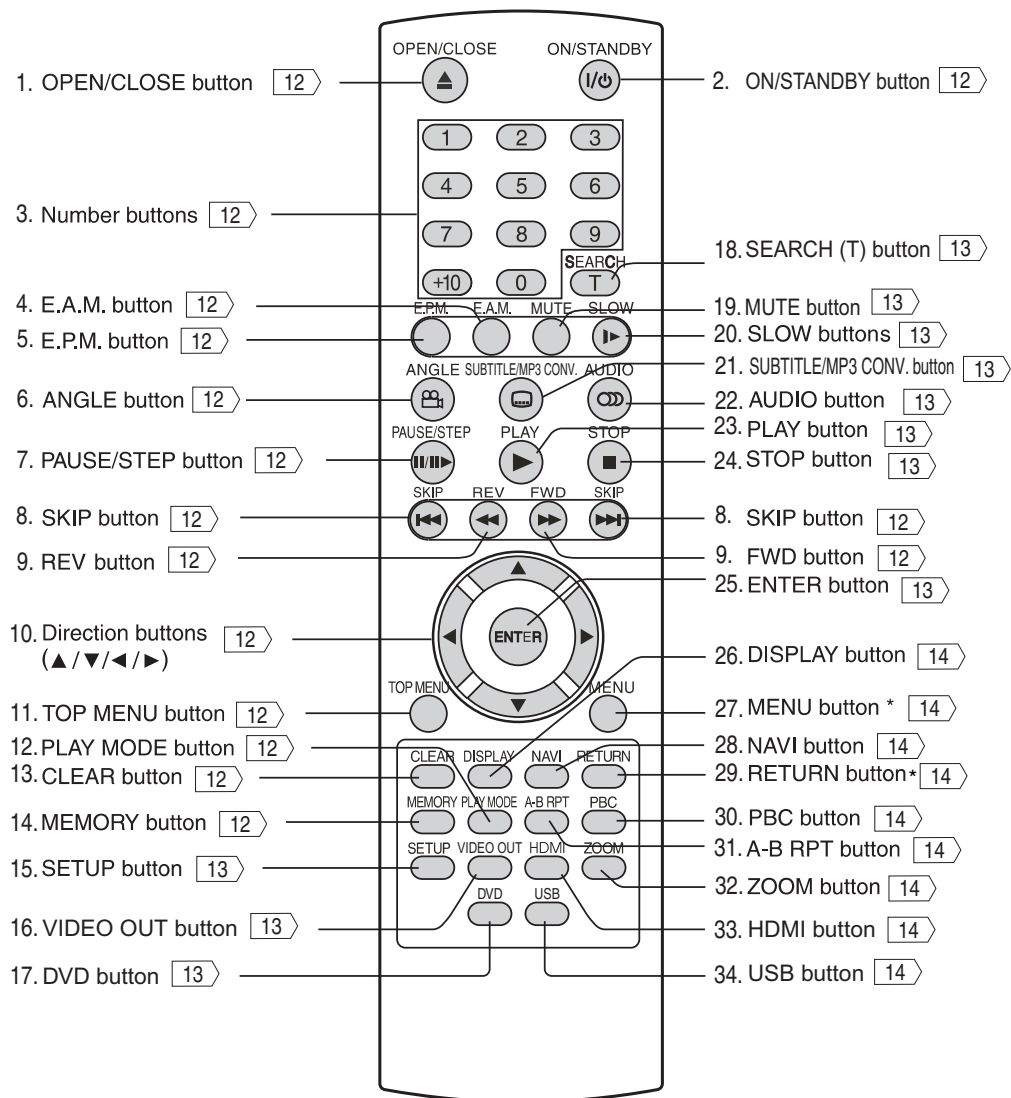 OPEN/CLOSE ON/STANDBY
1. OPEN/CLOSE button 12
I/⏻
2. ON/STANDBY button 12
1 2 3
4 5 6
3. Number buttons 12
7 8 9
SEARCH
18. SEARCH (T) button 13
+10 0 T
4. E.A.M. button 12
E.P.M. E.A.M. MUTE SLOW
19. MUTE button 13
5. E.P.M. button 12
20. SLOW buttons 13
ANGLE SUBTITLE/MP3 CONV. AUDIO
21. SUBTITLE/MP3 CONV. button 13
6. ANGLE button 12
22. AUDIO button 13
PAUSE/STEP PLAY STOP
23. PLAY button 13
7. PAUSE/STEP button 12
24. STOP button 13
SKIP REV FWD SKIP
8. SKIP button 12
8. SKIP button 12
9. REV button 12
9. FWD button 12
25. ENTER button 13
10. Direction buttons 12
(▲/▼/◄/►)
ENTER
26. DISPLAY button 14
TOP MENU MENU
11. TOP MENU button 12
27. MENU button * 14
12. PLAY MODE button 12
28. NAVI button 14
CLEAR DISPLAY NAVI RETURN
13. CLEAR button 12
29. RETURN button* 14
MEMORY PLAY MODE A-B RPT PBC
14. MEMORY button 12
30. PBC button 14
31. A-B RPT button 14
SETUP VIDEO OUT HDMI ZOOM
15. SETUP button 13
32. ZOOM button 14
DVD USB
16. VIDEO OUT button 13
33. HDMI button 14
17. DVD button 13
34. USB button 14